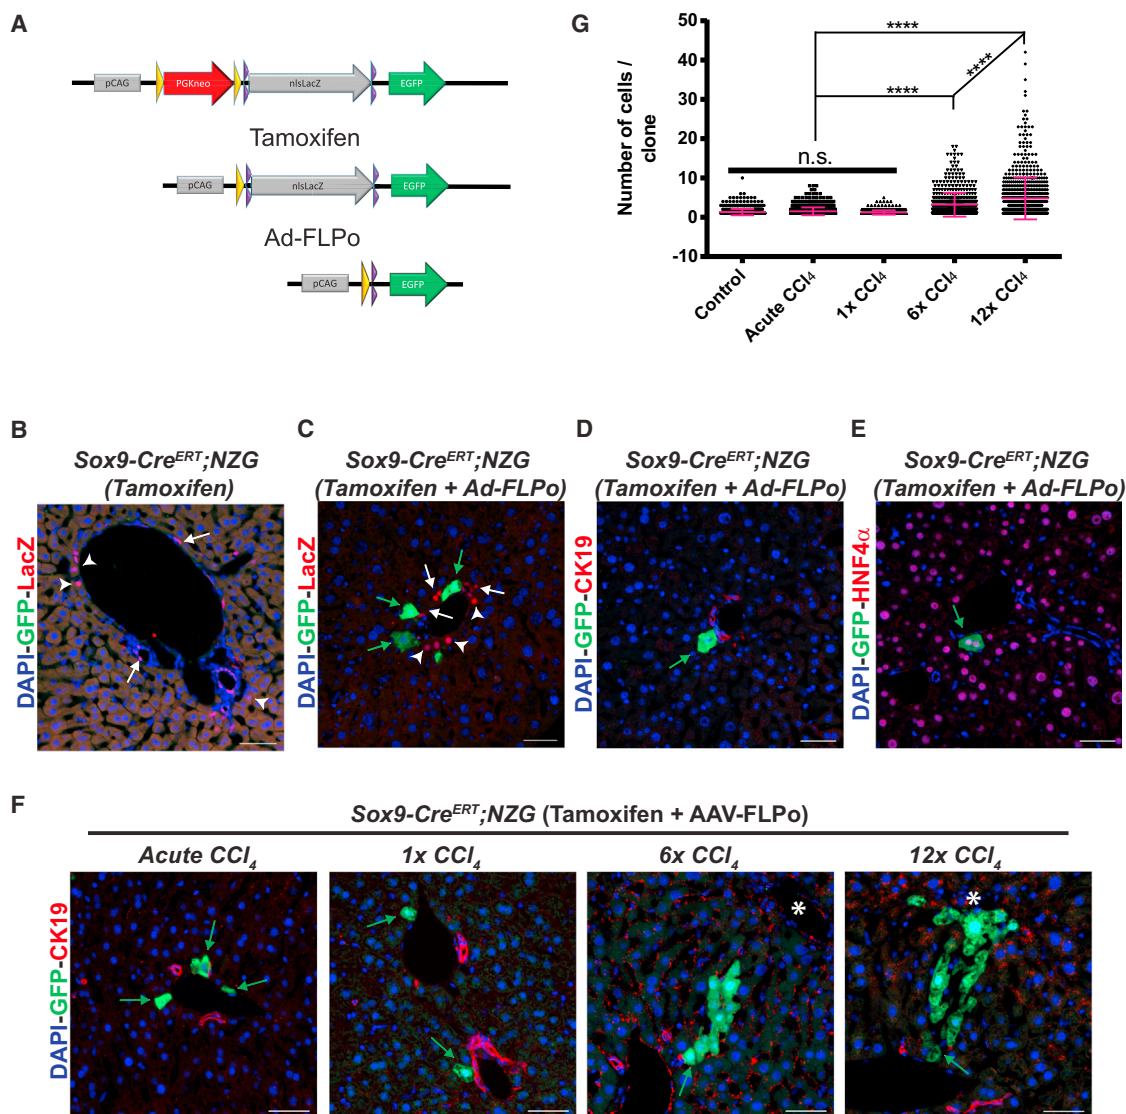 A
pCAG PGKneo nlsLacZ EGFP
Tamoxifen
pCAG nlsLacZ EGFP
Ad-FLPo
pCAG EGFP
G
Number of cells /
clone
50
40
30
20
10
0
-10
n.s.
****
****
****
Control
Acute CCl4
1x CCl4
6x CCl4
12x CCl4
B
Sox9-CreERT;NZG
(Tamoxifen)
DAPI-GFP-LacZ
C
Sox9-CreERT;NZG
(Tamoxifen + Ad-FLPo)
DAPI-GFP-LacZ
D
Sox9-CreERT;NZG
(Tamoxifen + Ad-FLPo)
DAPI-GFP-CK19
E
Sox9-CreERT;NZG
(Tamoxifen + Ad-FLPo)
DAPI-GFP-HNF4α
F
Sox9-CreERT;NZG (Tamoxifen + AAV-FLPo)
Acute CCl4
1x CCl4
6x CCl4
12x CCl4
DAPI-GFP-CK19
*
*